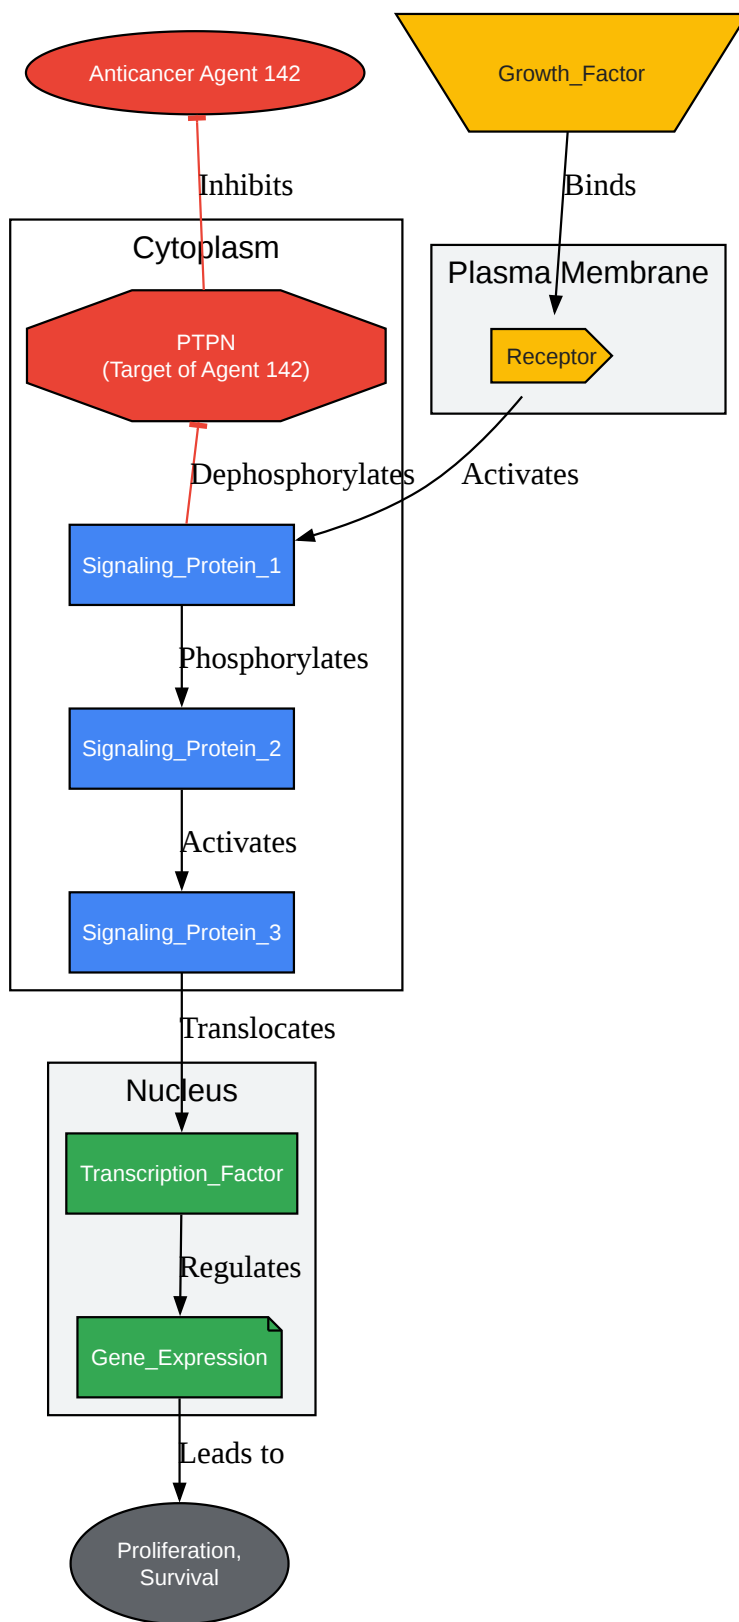 Anticancer Agent 142
Growth_Factor
Inhibits
Binds
Cytoplasm
Plasma Membrane
PTPN
(Target of Agent 142)
Receptor
Dephosphorylates
Activates
Signaling_Protein_1
Phosphorylates
Signaling_Protein_2
Activates
Signaling_Protein_3
Translocates
Nucleus
Transcription_Factor
Regulates
Gene_Expression
Leads to
Proliferation,
Survival